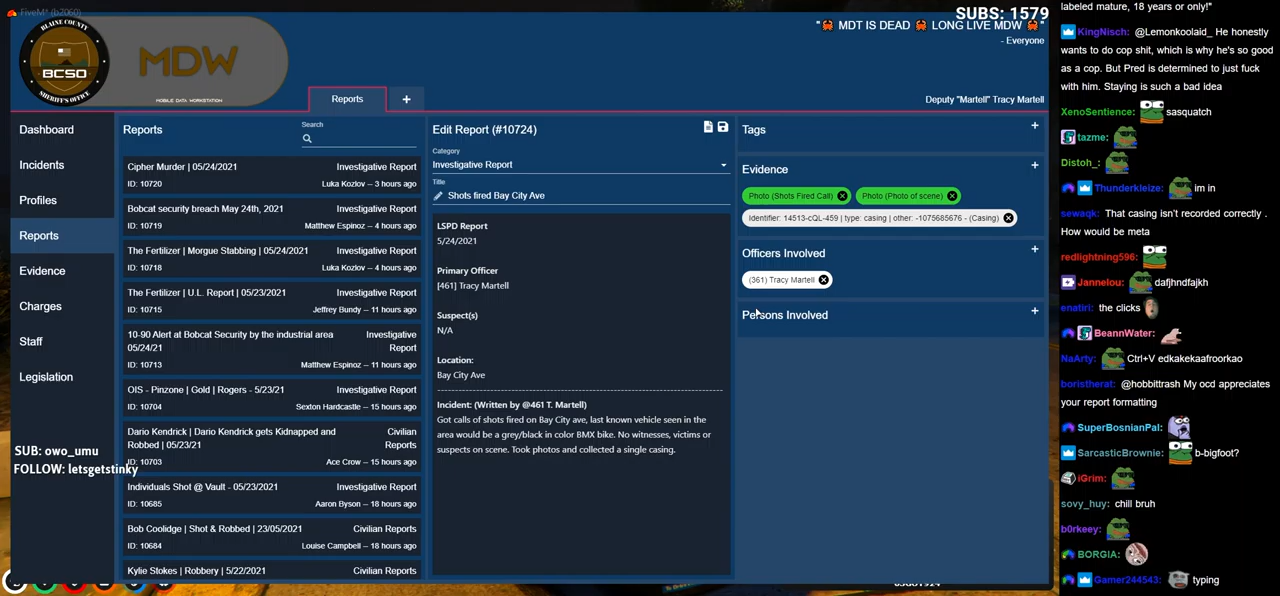 FiveM* (b2060)
SUBS: 1579
BLAINE COUNTY
BCSO
SHERIFF'S OFFICE
MDW
MOBILE DATA WORKSTATION
" MDT IS DEAD LONG LIVE MDW "
- Everyone
Reports
+
Deputy "Martell" Tracy Martell
Dashboard
Incidents
Profiles
Reports
Evidence
Charges
Staff
Legislation
SUB: owo_umu
FOLLOW: letsgetstinky
Reports
Search
Cipher Murder | 05/24/2021
Investigative Report
ID: 10720
Luka Kozlov -- 3 hours ago
Bobcat security breach May 24th, 2021
Investigative Report
ID: 10719
Matthew Espinoz -- 4 hours ago
The Fertilizer | Morgue Stabbing | 05/24/2021
Investigative Report
ID: 10718
Luka Kozlov -- 4 hours ago
The Fertilizer | U.L. Report | 05/23/2021
Investigative Report
ID: 10715
Jeffrey Bundy -- 11 hours ago
10-90 Alert at Bobcat Security by the industrial area
05/24/21
Investigative
Report
ID: 10713
Matthew Espinoz -- 11 hours ago
OIS - Pinzone | Gold | Rogers - 5/23/21
Investigative Report
ID: 10704
Sexton Hardcastle -- 15 hours ago
Dario Kendrick | Dario Kendrick gets Kidnapped and
Robbed | 05/23/21
Civilian
Reports
ID: 10703
Ace Crow -- 15 hours ago
Individuals Shot @ Vault - 05/23/2021
Investigative Report
ID: 10685
Aaron Byson -- 18 hours ago
Bob Coolidge | Shot & Robbed | 23/05/2021
Civilian Reports
ID: 10684
Louise Campbell -- 18 hours ago
Kylie Stokes | Robbery | 5/22/2021
Civilian Reports
Edit Report (#10724)
Category
Investigative Report
Title
Shots fired Bay City Ave
LSPD Report
5/24/2021
Primary Officer
[461] Tracy Martell
Suspect(s)
N/A
Location:
Bay City Ave
--------------------------------------------------------------------------------
Incident: (Written by @461 T. Martell)
Got calls of shots fired on Bay City ave, last known vehicle seen in the
area would be a grey/black in color BMX bike. No witnesses, victims or
suspects on scene. Took photos and collected a single casing.
Tags
+
Evidence
+
Photo (Shots Fired Call)
Photo (Photo of scene)
Identifier: 14513-cQL-459 | type: casing | other: -1075685676 - (Casing)
Officers Involved
+
(361) Tracy Martell
Persons Involved
+
labeled mature, 18 years or only!"
KingNisch: @Lemonkoolaid_ He honestly
wants to do cop shit, which is why he's so good
as a cop. But Pred is determined to just fuck
with him. Staying is such a bad idea
XenoSentience: sasquatch
tazme:
Distoh_:
Thunderkleize: im in
sewaqk: That casing isn't recorded correctly .
How would be meta
redlightning596:
Jannelou: dafjhndfajkh
enatiri: the clicks
BeannWater:
NaArty: Ctrl+V edkakekaafroorkao
boristherat: @hobbittrash My ocd appreciates
your report formatting
SuperBosnianPal:
SarcasticBrownie: b-bigfoot?
iGrim:
sovy_huy: chill bruh
b0rkeey:
BORGIA:
Gamer244543: typing